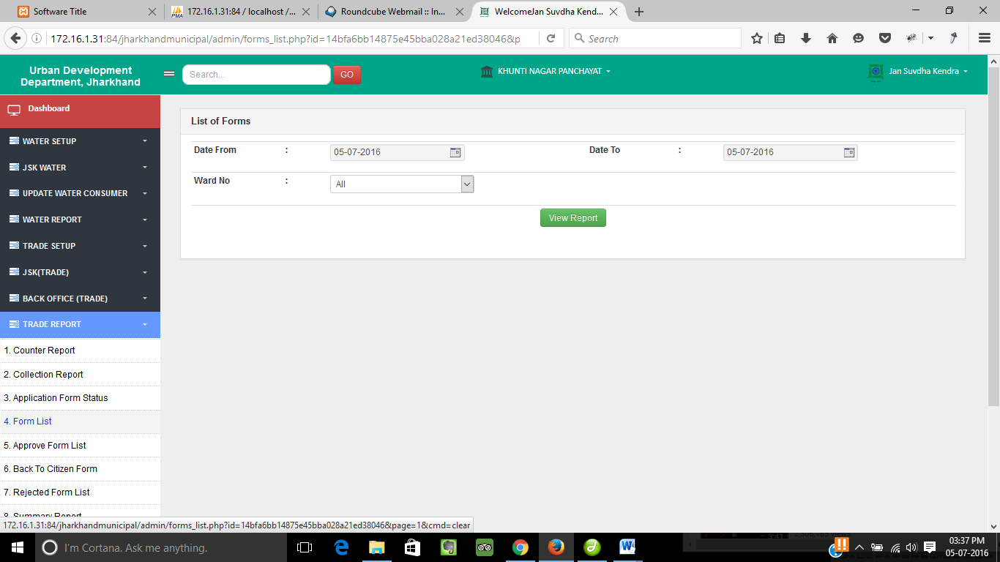 Software Title
172.16.1.31:84 / localhost /...
Roundcube Webmail :: In...
WelcomeJan Suvdha Kend...
172.16.1.31:84/jharkhandmunicipal/admin/forms_list.php?id=14bfa6bb14875e45bba028a21ed38046&p
Search
Urban Development
Department, Jharkhand
Search...
GO
KHUNTI NAGAR PANCHAYAT
Jan Suvdha Kendra
Dashboard
WATER SETUP
JSK WATER
UPDATE WATER CONSUMER
WATER REPORT
TRADE SETUP
JSK(TRADE)
BACK OFFICE (TRADE)
TRADE REPORT
1. Counter Report
2. Collection Report
3. Application Form Status
4. Form List
5. Approve Form List
6. Back To Citizen Form
7. Rejected Form List
8. Summary Report
List of Forms
Date From : 05-07-2016 Date To : 05-07-2016
Ward No : All
View Report
172.16.1.31:84/jharkhandmunicipal/admin/forms_list.php?id=14bfa6bb14875e45bba028a21ed38046&page=1&cmd=clear
I'm Cortana. Ask me anything.
03:37 PM
05-07-2016